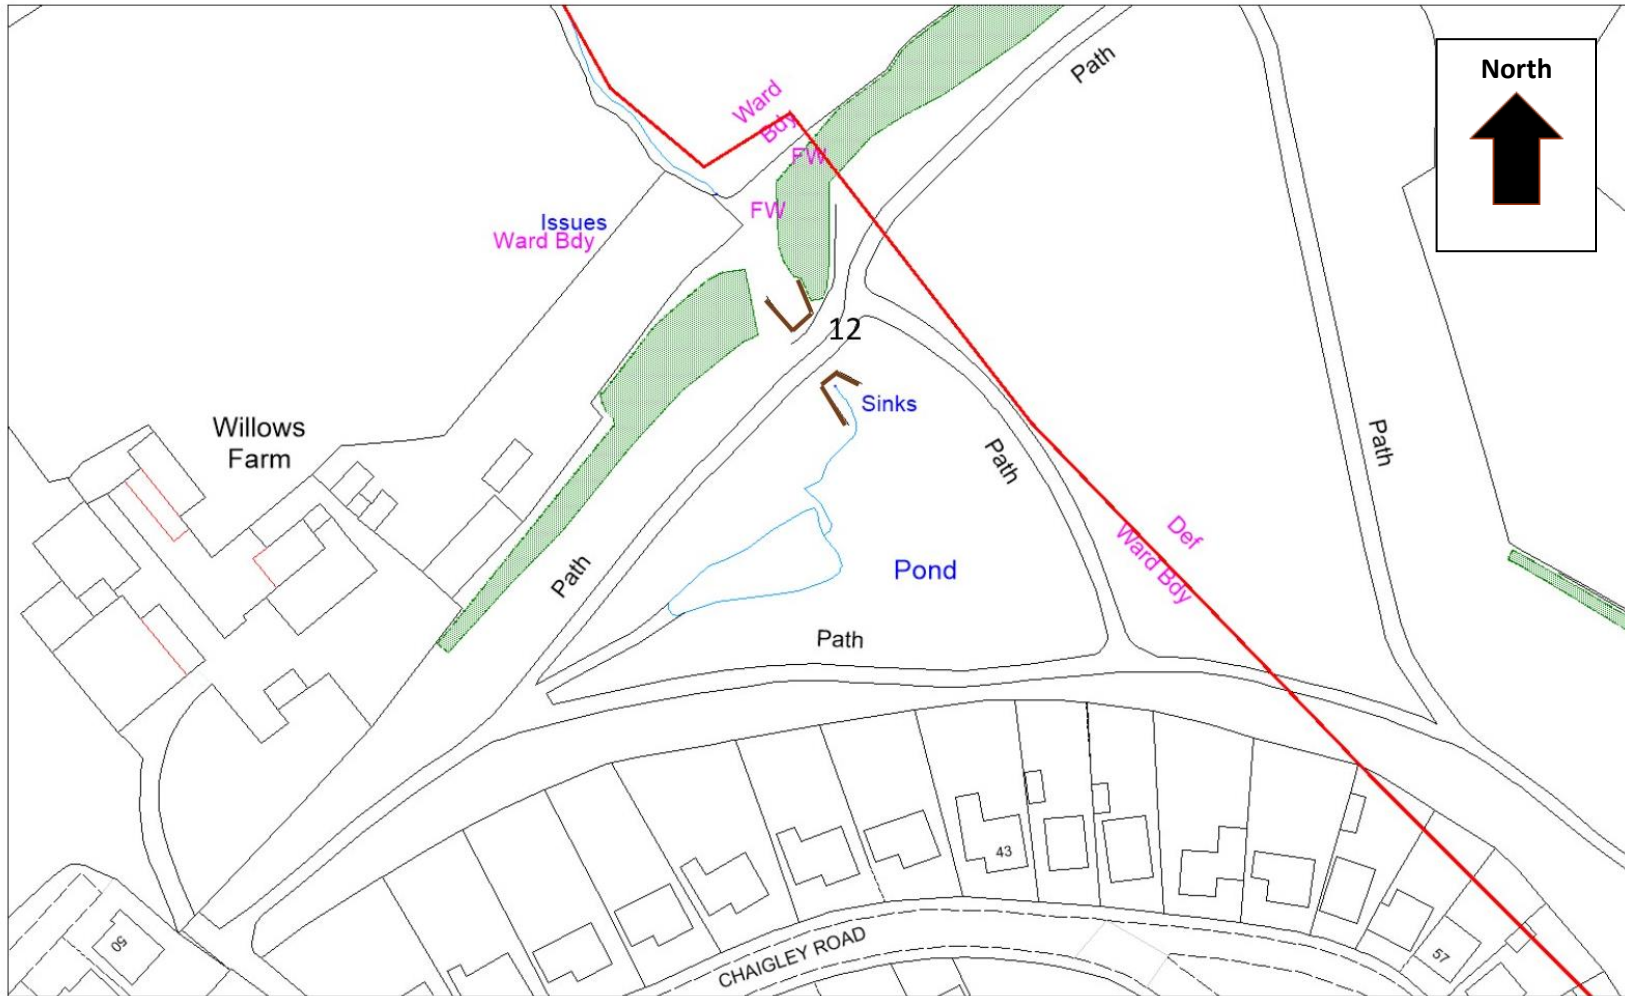 North
Path
Ward
Bdy
FW
FW
Issues
Ward Bdy
12
Sinks
Willows
Farm
Path
Path
Path
Def
Ward Bdy
Pond
Path
43
CHAIGLEY ROAD
50
57